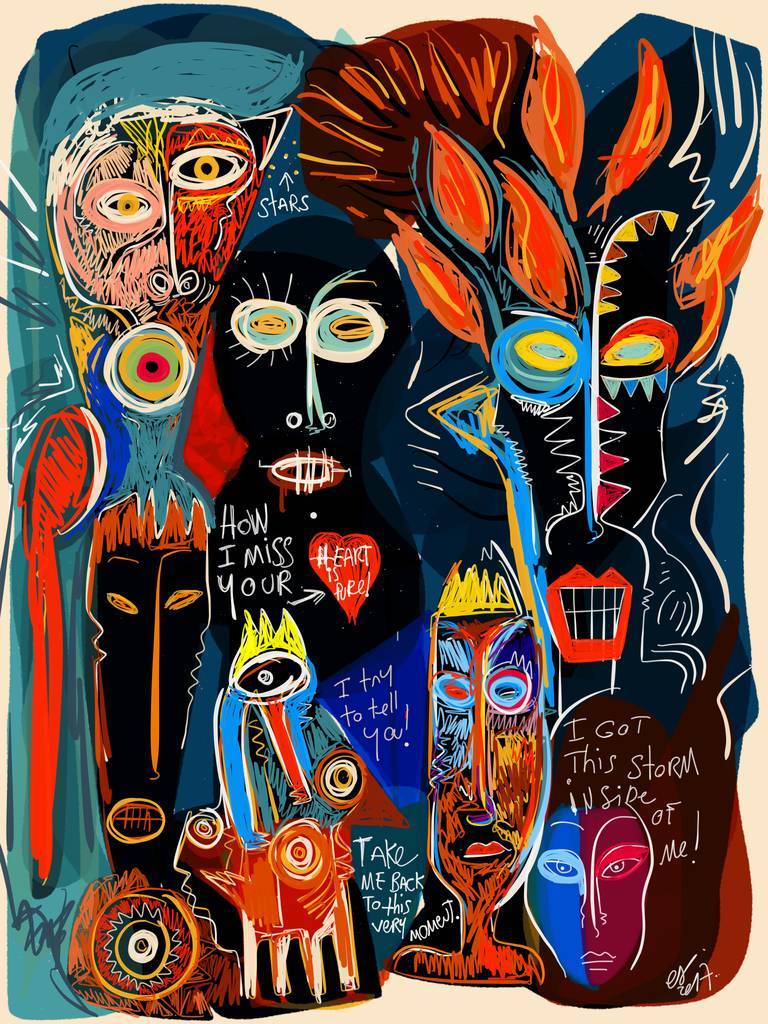 STARS
HOW
I MISS
YOUR
HEART
is
PURE!
I try
to tell
you!
I GOT
This STORM
iNSiDE
OF
Me!
TAKE
ME BACK
To this
VERY
MOMENT.